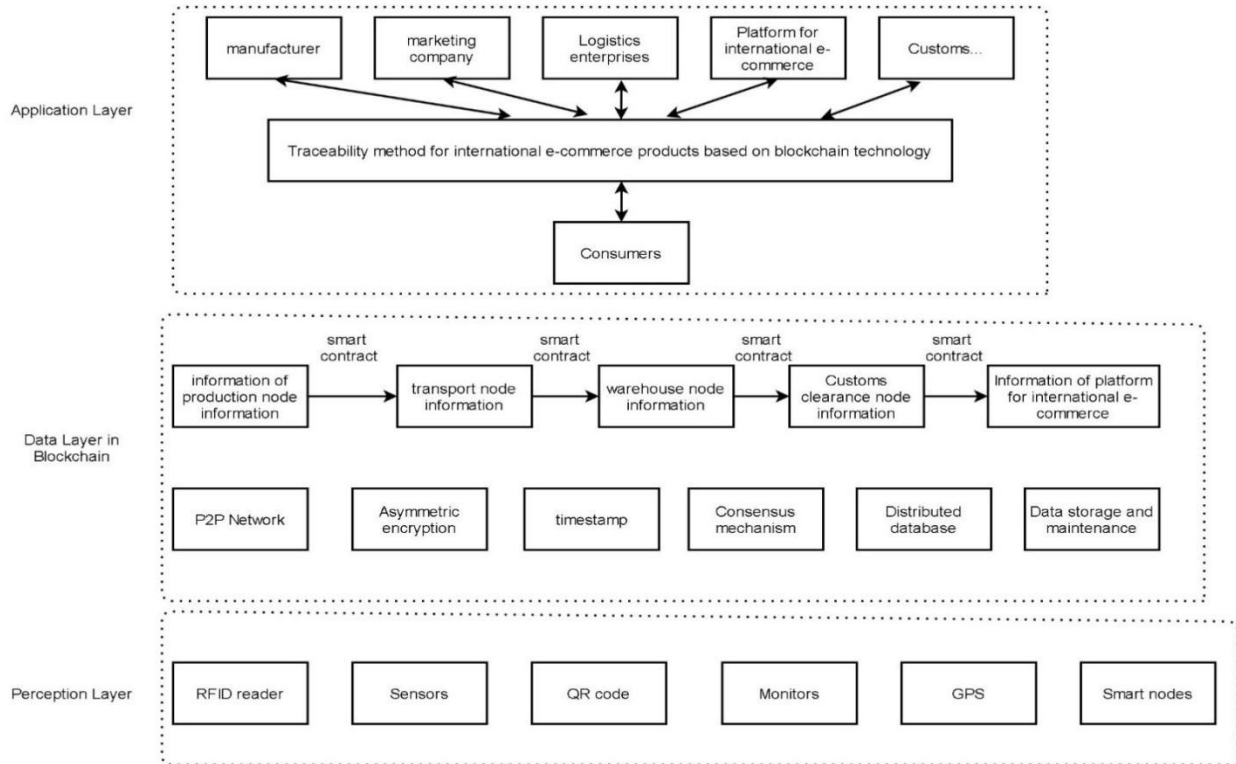 manufacturer
marketing
company
Logistics
enterprises
Platform for
international e-
commerce
Customs...
Application Layer
Traceability method for international e-commerce products based on blockchain technology
Consumers
smart
contract
smart
contract
smart
contract
smart
contract
information of
production node
information
transport node
information
warehouse node
information
Customs
clearance node
information
Information of platform
for international e-
commerce
Data Layer in
Blockchain
P2P Network
Asymmetric
encryption
timestamp
Consensus
mechanism
Distributed
database
Data storage and
maintenance
Perception Layer
RFID reader
Sensors
QR code
Monitors
GPS
Smart nodes